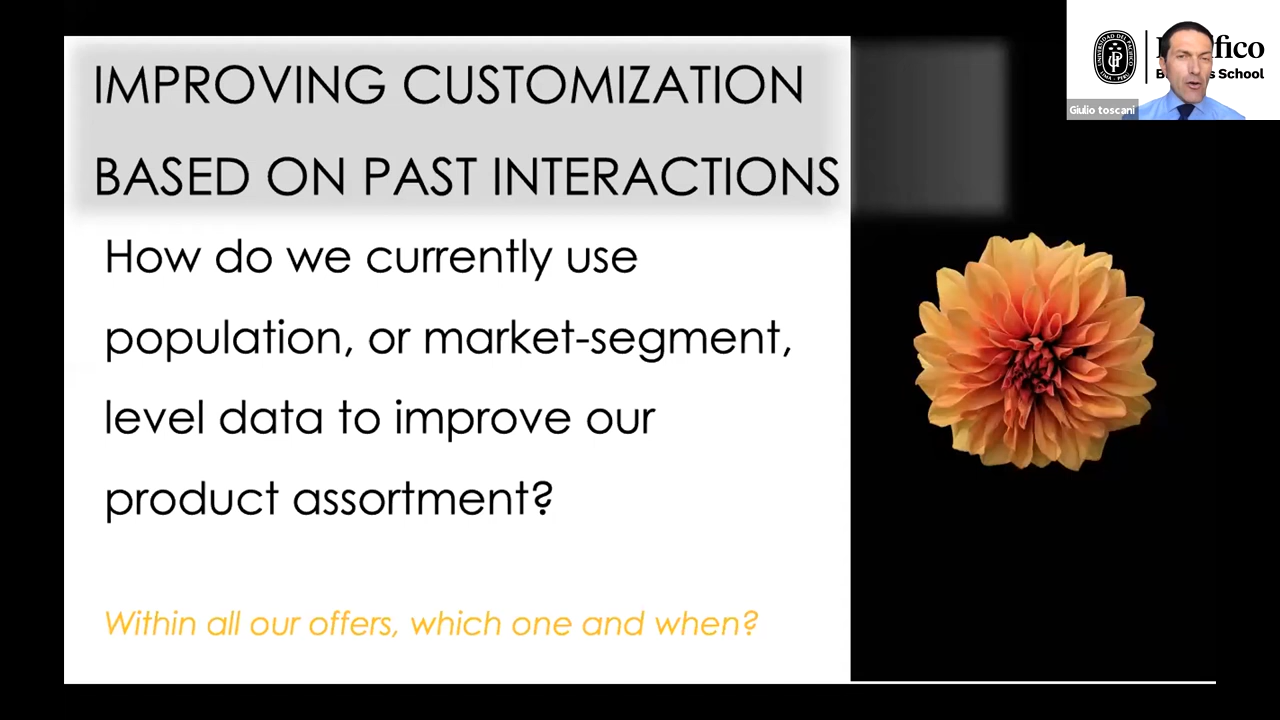 IMPROVING CUSTOMIZATION
BASED ON PAST INTERACTIONS
How do we currently use
population, or market-segment,
level data to improve our
product assortment?
Within all our offers, which one and when?
School
Giulio toscani